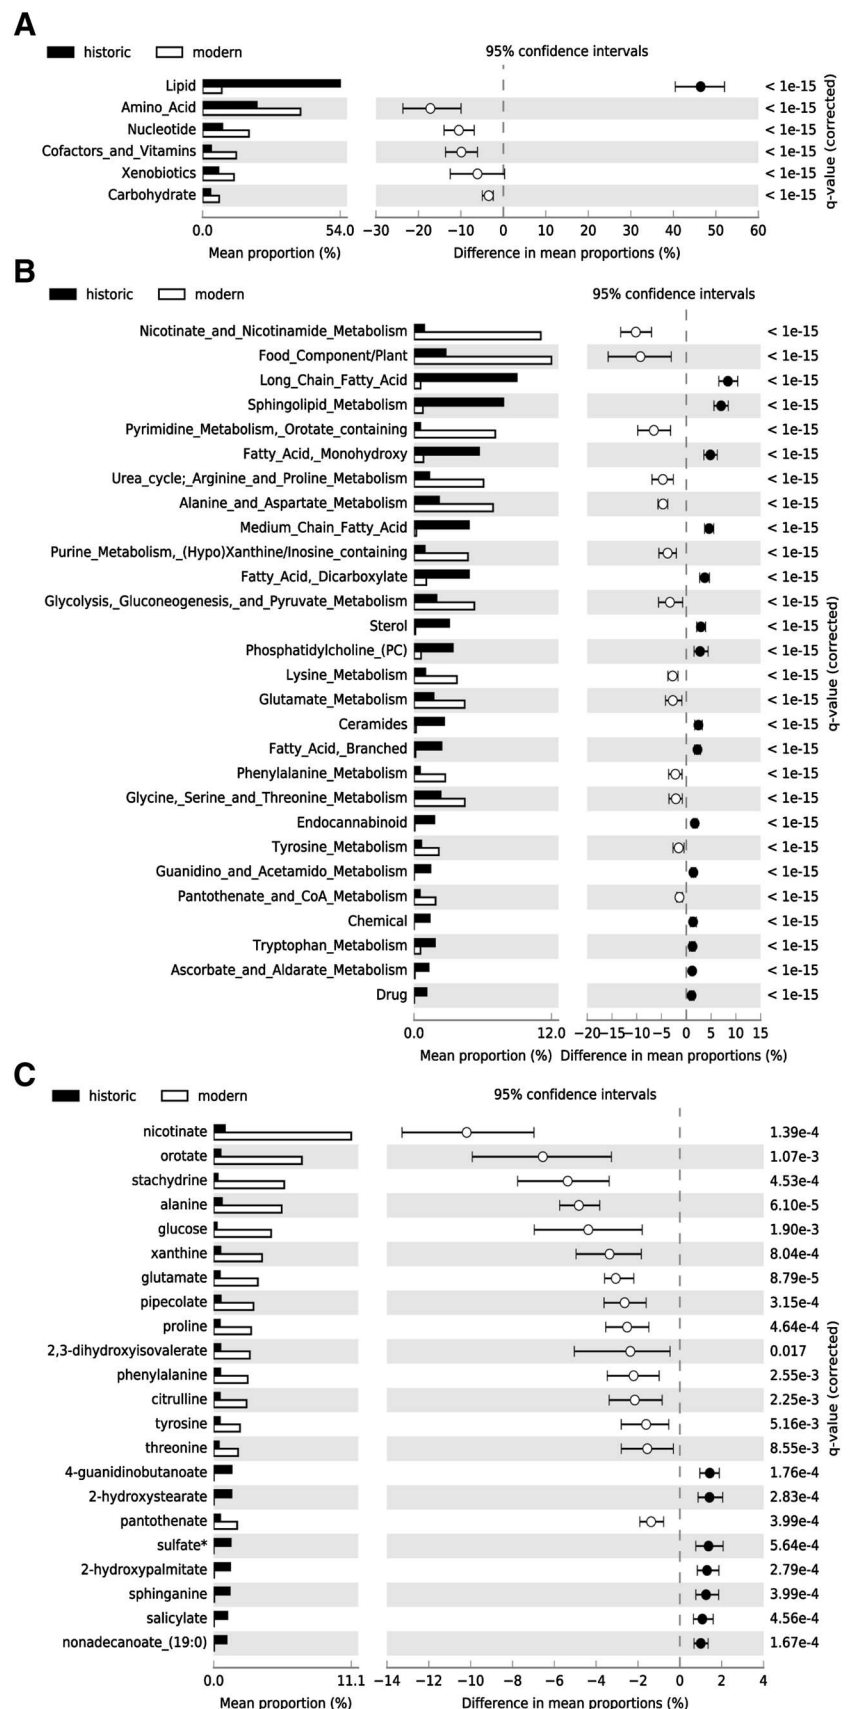 A
historic modern 95% confidence intervals
Lipid < 1e-15
Amino_Acid < 1e-15
Nucleotide < 1e-15
Cofactors_and_Vitamins < 1e-15
Xenobiotics < 1e-15
Carbohydrate < 1e-15
q-value (corrected)
0.0 54.0 −30 −20 −10 0 10 20 30 40 50 60
Mean proportion (%) Difference in mean proportions (%)
B
historic modern 95% confidence intervals
Nicotinate_and_Nicotinamide_Metabolism < 1e-15
Food_Component/Plant < 1e-15
Long_Chain_Fatty_Acid < 1e-15
Sphingolipid_Metabolism < 1e-15
Pyrimidine_Metabolism,_Orotate_containing < 1e-15
Fatty_Acid,_Monohydroxy < 1e-15
Urea_cycle;_Arginine_and_Proline_Metabolism < 1e-15
Alanine_and_Aspartate_Metabolism < 1e-15
Medium_Chain_Fatty_Acid < 1e-15
Purine_Metabolism,_(Hypo)Xanthine/Inosine_containing < 1e-15
Fatty_Acid,_Dicarboxylate < 1e-15
Glycolysis,_Gluconeogenesis,_and_Pyruvate_Metabolism < 1e-15
Sterol < 1e-15
Phosphatidylcholine_(PC) < 1e-15
Lysine_Metabolism < 1e-15
Glutamate_Metabolism < 1e-15
Ceramides < 1e-15
Fatty_Acid,_Branched < 1e-15
Phenylalanine_Metabolism < 1e-15
Glycine,_Serine_and_Threonine_Metabolism < 1e-15
Endocannabinoid < 1e-15
Tyrosine_Metabolism < 1e-15
Guanidino_and_Acetamido_Metabolism < 1e-15
Pantothenate_and_CoA_Metabolism < 1e-15
Chemical < 1e-15
Tryptophan_Metabolism < 1e-15
Ascorbate_and_Aldarate_Metabolism < 1e-15
Drug < 1e-15
q-value (corrected)
0.0 12.0 −20 −15 −10 −5 0 5 10 15
Mean proportion (%) Difference in mean proportions (%)
C
historic modern 95% confidence intervals
nicotinate 1.39e-4
orotate 1.07e-3
stachydrine 4.53e-4
alanine 6.10e-5
glucose 1.90e-3
xanthine 8.04e-4
glutamate 8.79e-5
pipecolate 3.15e-4
proline 4.64e-4
2,3-dihydroxyisovalerate 0.017
phenylalanine 2.55e-3
citrulline 2.25e-3
tyrosine 5.16e-3
threonine 8.55e-3
4-guanidinobutanoate 1.76e-4
2-hydroxystearate 2.83e-4
pantothenate 3.99e-4
sulfate* 5.64e-4
2-hydroxypalmitate 2.79e-4
sphinganine 3.99e-4
salicylate 4.56e-4
nonadecanoate_(19:0) 1.67e-4
q-value (corrected)
0.0 11.1 −14 −12 −10 −8 −6 −4 −2 0 2 4
Mean proportion (%) Difference in mean proportions (%)